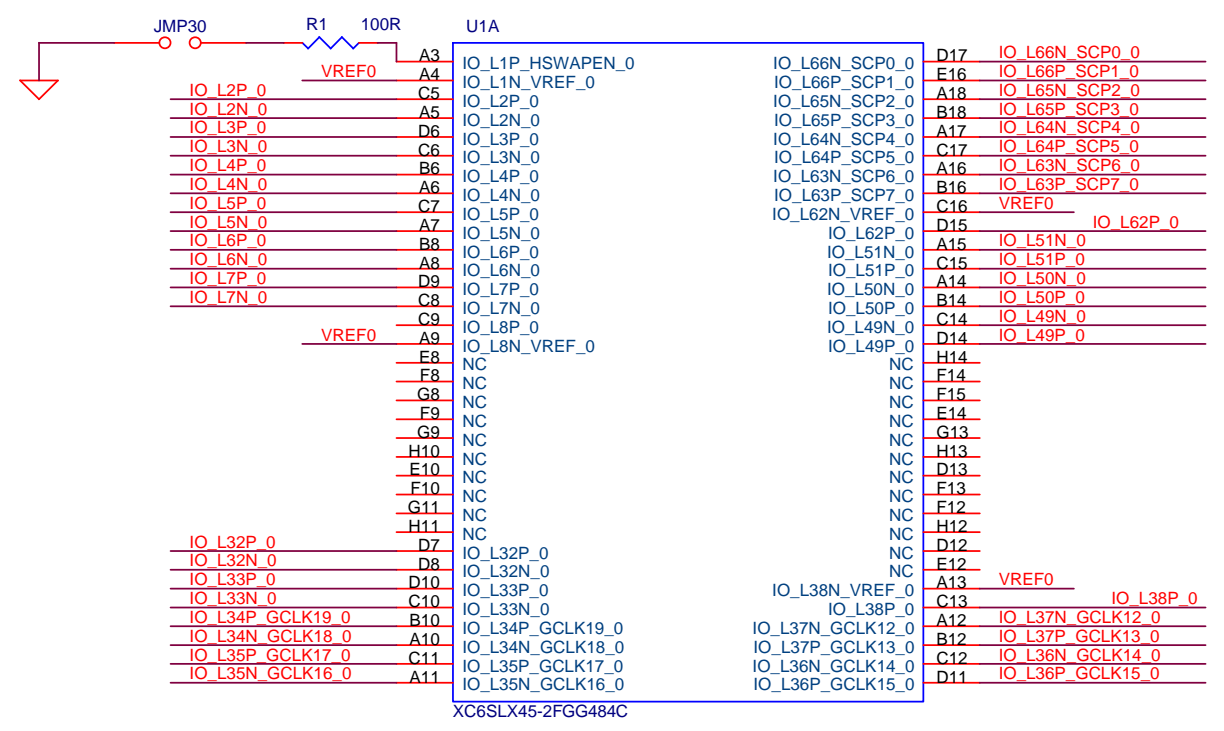 JMP30 R1 100R U1A
A3 IO_L1P_HSWAPEN_0 IO_L66N_SCP0_0 D17 IO_L66N_SCP0_0
VREF0 A4 IO_L1N_VREF_0 IO_L66P_SCP1_0 E16 IO_L66P_SCP1_0
IO_L2P_0 C5 IO_L2P_0 IO_L65N_SCP2_0 A18 IO_L65N_SCP2_0
IO_L2N_0 A5 IO_L2N_0 IO_L65P_SCP3_0 B18 IO_L65P_SCP3_0
IO_L3P_0 D6 IO_L3P_0 IO_L64N_SCP4_0 A17 IO_L64N_SCP4_0
IO_L3N_0 C6 IO_L3N_0 IO_L64P_SCP5_0 C17 IO_L64P_SCP5_0
IO_L4P_0 B6 IO_L4P_0 IO_L63N_SCP6_0 A16 IO_L63N_SCP6_0
IO_L4N_0 A6 IO_L4N_0 IO_L63P_SCP7_0 B16 IO_L63P_SCP7_0
IO_L5P_0 C7 IO_L5P_0 IO_L62N_VREF_0 C16 VREF0
IO_L5N_0 A7 IO_L5N_0 IO_L62P_0 D15 IO_L62P_0
IO_L6P_0 B8 IO_L6P_0 IO_L51N_0 A15 IO_L51N_0
IO_L6N_0 A8 IO_L6N_0 IO_L51P_0 C15 IO_L51P_0
IO_L7P_0 D9 IO_L7P_0 IO_L50N_0 A14 IO_L50N_0
IO_L7N_0 C8 IO_L7N_0 IO_L50P_0 B14 IO_L50P_0
C9 IO_L8P_0 IO_L49N_0 C14 IO_L49N_0
VREF0 A9 IO_L8N_VREF_0 IO_L49P_0 D14 IO_L49P_0
E8 NC NC H14
F8 NC NC F14
G8 NC NC F15
F9 NC NC E14
G9 NC NC G13
H10 NC NC H13
E10 NC NC D13
F10 NC NC F13
G11 NC NC F12
H11 NC NC H12
IO_L32P_0 D7 IO_L32P_0 NC D12
IO_L32N_0 D8 IO_L32N_0 NC E12
IO_L33P_0 D10 IO_L33P_0 IO_L38N_VREF_0 A13 VREF0
IO_L33N_0 C10 IO_L33N_0 IO_L38P_0 C13 IO_L38P_0
IO_L34P_GCLK19_0 B10 IO_L34P_GCLK19_0 IO_L37N_GCLK12_0 A12 IO_L37N_GCLK12_0
IO_L34N_GCLK18_0 A10 IO_L34N_GCLK18_0 IO_L37P_GCLK13_0 B12 IO_L37P_GCLK13_0
IO_L35P_GCLK17_0 C11 IO_L35P_GCLK17_0 IO_L36N_GCLK14_0 C12 IO_L36N_GCLK14_0
IO_L35N_GCLK16_0 A11 IO_L35N_GCLK16_0 IO_L36P_GCLK15_0 D11 IO_L36P_GCLK15_0
XC6SLX45-2FGG484C